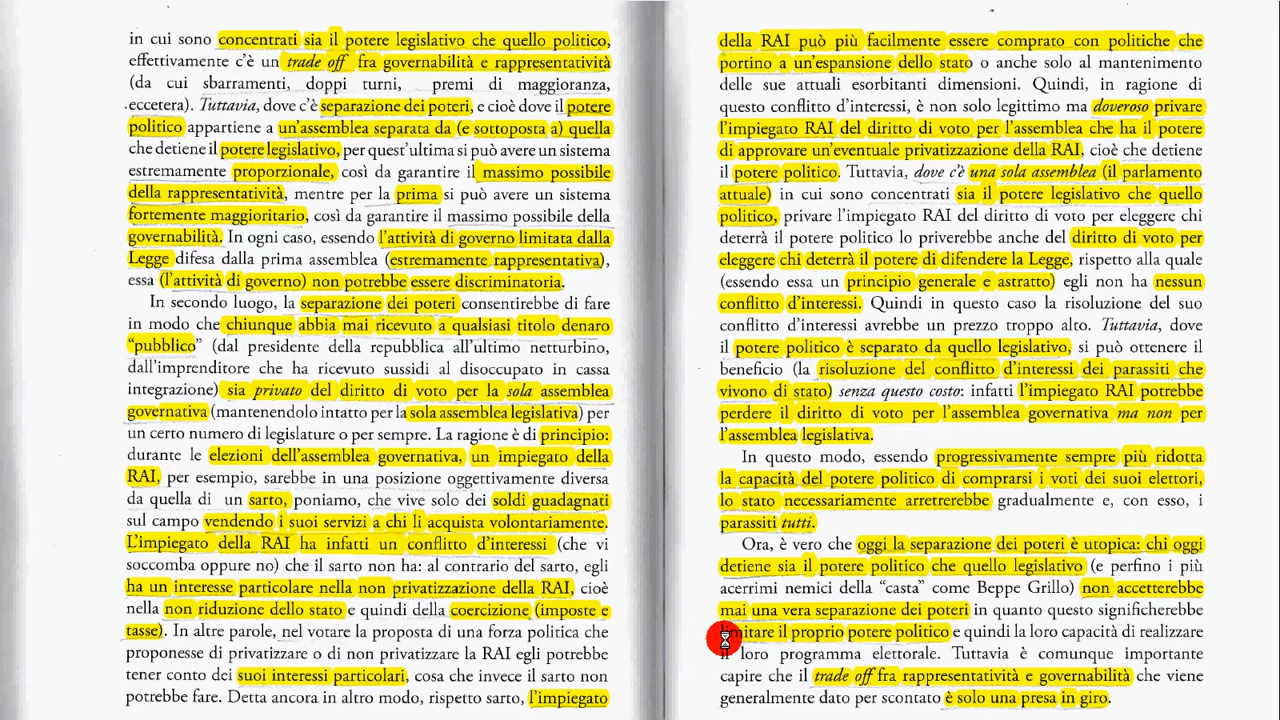 in cui sono concentrati sia il potere legislativo che quello politico,
effettivamente c'è un trade off fra governabilità e rappresentatività
(da cui sbarramenti, doppi turni, premi di maggioranza,
eccetera). Tuttavia, dove c'è separazione dei poteri, e cioè dove il potere
politico appartiene a un'assemblea separata da (e sottoposta a) quella
che detiene il potere legislativo, per quest'ultima si può avere un sistema
estremamente proporzionale, così da garantire il massimo possibile
della rappresentatività, mentre per la prima si può avere un sistema
fortemente maggioritario, così da garantire il massimo possibile della
governabilità. In ogni caso, essendo l'attività di governo limitata dalla
Legge difesa dalla prima assemblea (estremamente rappresentativa),
essa (l'attività di governo) non potrebbe essere discriminatoria.
In secondo luogo, la separazione dei poteri consentirebbe di fare
in modo che chiunque abbia mai ricevuto a qualsiasi titolo denaro
“pubblico” (dal presidente della repubblica all'ultimo netturbino,
dall'imprenditore che ha ricevuto sussidi al disoccupato in cassa
integrazione) sia privato del diritto di voto per la sola assemblea
governativa (mantenendolo intatto per la sola assemblea legislativa) per
un certo numero di legislature o per sempre. La ragione è di principio:
durante le elezioni dell'assemblea governativa, un impiegato della
RAI, per esempio, sarebbe in una posizione oggettivamente diversa
da quella di un sarto, poniamo, che vive solo dei soldi guadagnati
sul campo vendendo i suoi servizi a chi li acquista volontariamente.
L'impiegato della RAI ha infatti un conflitto d'interessi (che vi
soccomba oppure no) che il sarto non ha: al contrario del sarto, egli
ha un interesse particolare nella non privatizzazione della RAI, cioè
nella non riduzione dello stato e quindi della coercizione (imposte e
tasse). In altre parole, nel votare la proposta di una forza politica che
proponesse di privatizzare o di non privatizzare la RAI egli potrebbe
tener conto dei suoi interessi particolari, cosa che invece il sarto non
potrebbe fare. Detta ancora in altro modo, rispetto sarto, l'impiegato
della RAI può più facilmente essere comprato con politiche che
portino a un'espansione dello stato o anche solo al mantenimento
delle sue attuali esorbitanti dimensioni. Quindi, in ragione di
questo conflitto d'interessi, è non solo legittimo ma doveroso privare
l'impiegato RAI del diritto di voto per l'assemblea che ha il potere
di approvare un'eventuale privatizzazione della RAI, cioè che detiene
il potere politico. Tuttavia, dove c'è una sola assemblea (il parlamento
attuale) in cui sono concentrati sia il potere legislativo che quello
politico, privare l'impiegato RAI del diritto di voto per eleggere chi
deterrà il potere politico lo priverebbe anche del diritto di voto per
eleggere chi deterrà il potere di difendere la Legge, rispetto alla quale
(essendo essa un principio generale e astratto) egli non ha nessun
conflitto d'interessi. Quindi in questo caso la risoluzione del suo
conflitto d'interessi avrebbe un prezzo troppo alto. Tuttavia, dove
il potere politico è separato da quello legislativo, si può ottenere il
beneficio (la risoluzione del conflitto d'interessi dei parassiti che
vivono di stato) senza questo costo: infatti l'impiegato RAI potrebbe
perdere il diritto di voto per l'assemblea governativa ma non per
l'assemblea legislativa.
In questo modo, essendo progressivamente sempre più ridotta
la capacità del potere politico di comprarsi i voti dei suoi elettori,
lo stato necessariamente arretrerebbe gradualmente e, con esso, i
parassiti tutti.
Ora, è vero che oggi la separazione dei poteri è utopica: chi oggi
detiene sia il potere politico che quello legislativo (e perfino i più
acerrimi nemici della “casta” come Beppe Grillo) non accetterebbe
mai una vera separazione dei poteri in quanto questo significherebbe
limitare il proprio potere politico e quindi la loro capacità di realizzare
il loro programma elettorale. Tuttavia è comunque importante
capire che il trade off fra rappresentatività e governabilità che viene
generalmente dato per scontato è solo una presa in giro.